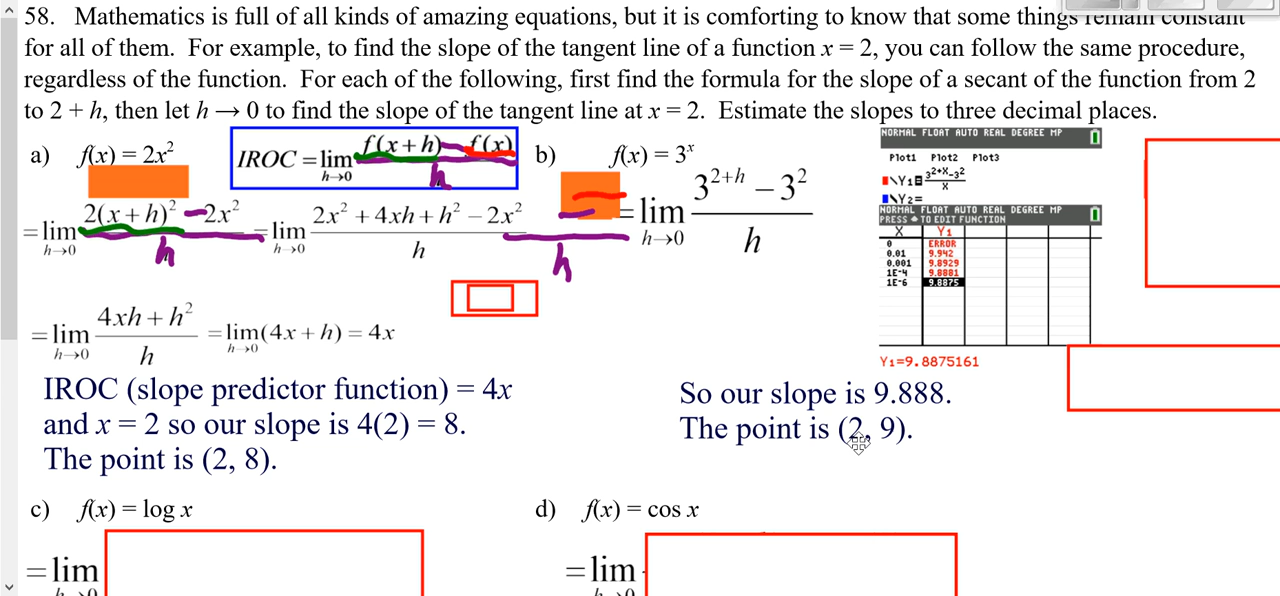 58. Mathematics is full of all kinds of amazing equations, but it is comforting to know that some things remain constant
for all of them. For example, to find the slope of the tangent line of a function x = 2, you can follow the same procedure,
regardless of the function. For each of the following, first find the formula for the slope of a secant of the function from 2
to 2 + h, then let h → 0 to find the slope of the tangent line at x = 2. Estimate the slopes to three decimal places.
a) f(x) = 2x²
IROC = lim h→0 f(x+h) − f(x) / h
= lim h→0 2(x+h)² − 2x² / h = lim h→0 2x² + 4xh + h² − 2x² / h
= lim h→0 4xh + h² / h = lim h→0 (4x + h) = 4x
IROC (slope predictor function) = 4x
and x = 2 so our slope is 4(2) = 8.
The point is (2, 8).
b) f(x) = 3ˣ
= lim h→0 3^(2+h) − 3² / h
h
NORMAL FLOAT AUTO REAL DEGREE MP
Plot1 Plot2 Plot3
\Y1= 3^(2+X)-3² / X
\Y2=
NORMAL FLOAT AUTO REAL DEGREE MP
PRESS + TO EDIT FUNCTION
X Y1
0 ERROR
0.01 9.942
0.001 9.8929
1E-4 9.8881
1E-6 9.8875
Y1=9.8875161
So our slope is 9.888.
The point is (2, 9).
c) f(x) = log x
= lim h→0
d) f(x) = cos x
= lim h→0